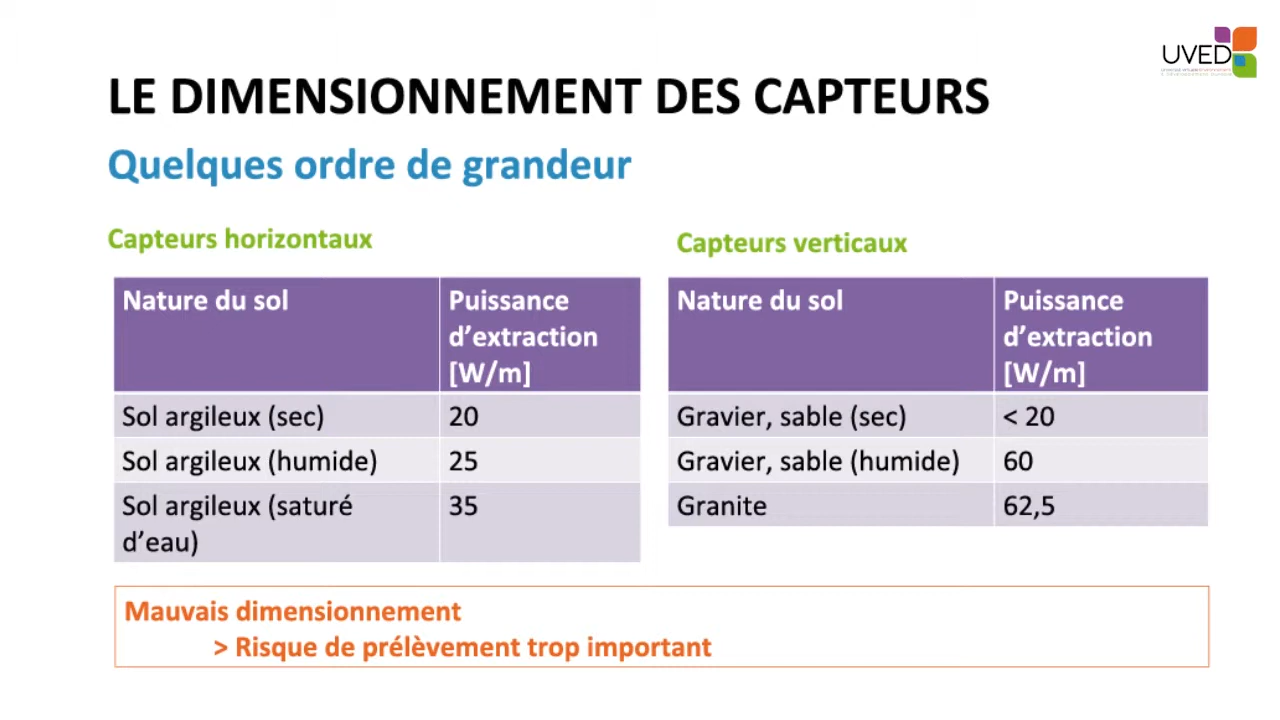 UVED
LE DIMENSIONNEMENT DES CAPTEURS
Quelques ordre de grandeur
Capteurs horizontaux
Nature du sol
Puissance
d’extraction
[W/m]
Sol argileux (sec)
20
Sol argileux (humide)
25
Sol argileux (saturé
d’eau)
35
Capteurs verticaux
Nature du sol
Puissance
d’extraction
[W/m]
Gravier, sable (sec)
< 20
Gravier, sable (humide)
60
Granite
62,5
Mauvais dimensionnement
> Risque de prélèvement trop important